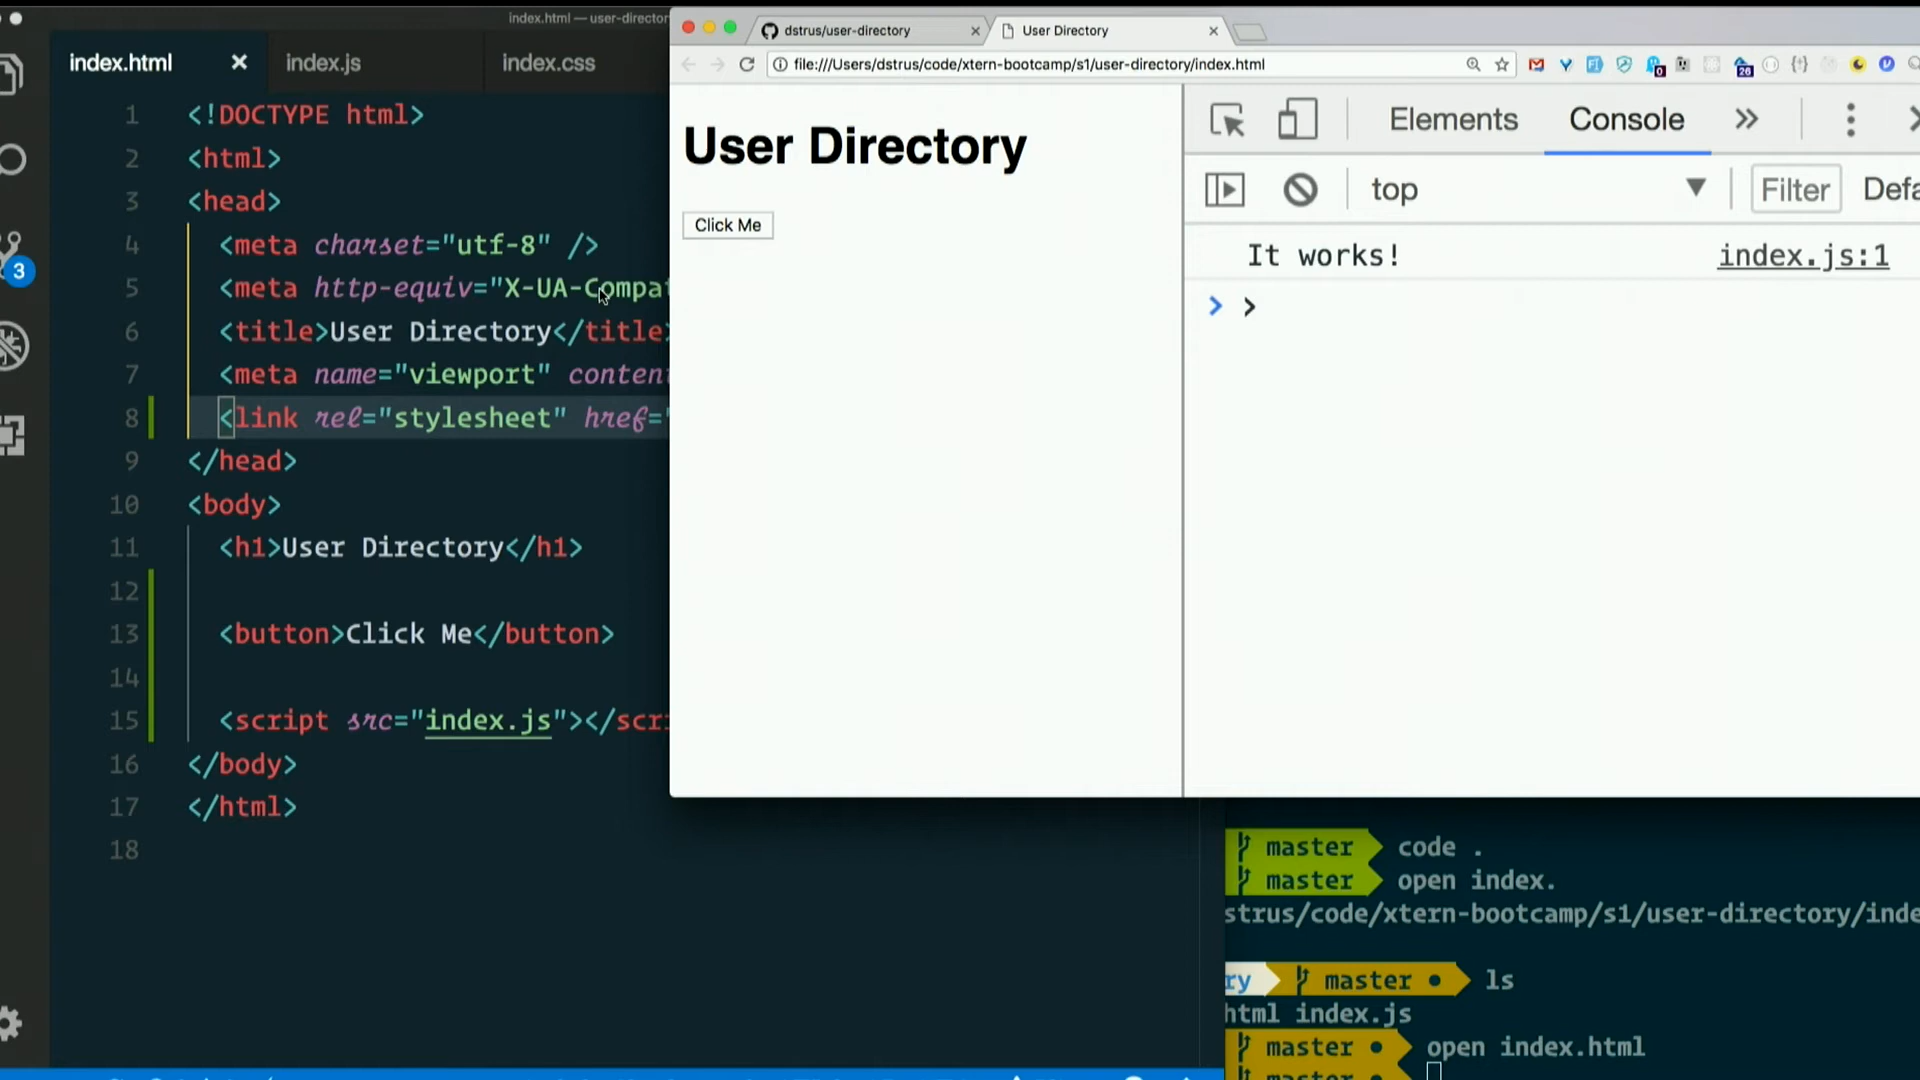 index.html — user-director
index.html
index.js
index.css
1 <!DOCTYPE html>
2 <html>
3 <head>
4 <meta charset="utf-8" />
5 <meta http-equiv="X-UA-Compat
6 <title>User Directory</title>
7 <meta name="viewport" conten
8 <link rel="stylesheet" href="
9 </head>
10 <body>
11 <h1>User Directory</h1>
12
13 <button>Click Me</button>
14
15 <script src="index.js"></scri
16 </body>
17 </html>
18
3
dstrus/user-directory
User Directory
file:///Users/dstrus/code/xtern-bootcamp/s1/user-directory/index.html
0
26
User Directory
Click Me
Elements Console
top Filter Defa
It works! index.js:1
> >
master code .
master open index.
strus/code/xtern-bootcamp/s1/user-directory/inde
ry master ● ls
html index.js
master ● open index.html
master ●